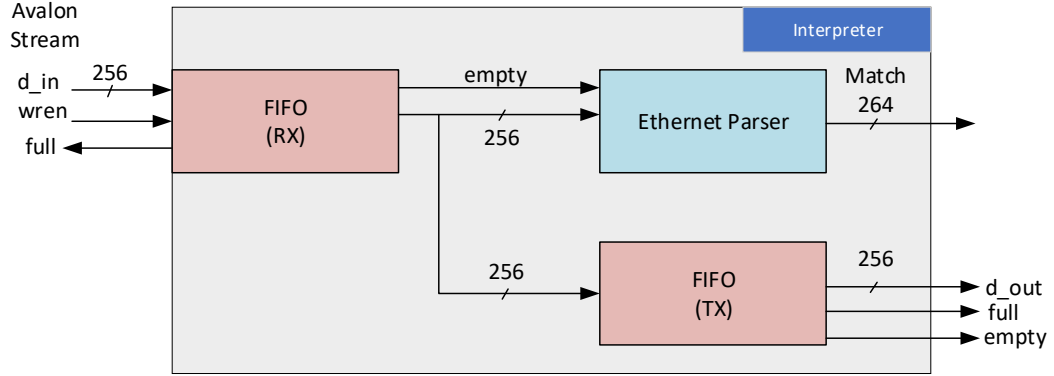 Avalon
Stream
Interpreter
d_in
256
wren
full
FIFO
(RX)
empty
256
Ethernet Parser
Match
264
256
FIFO
(TX)
256
d_out
full
empty